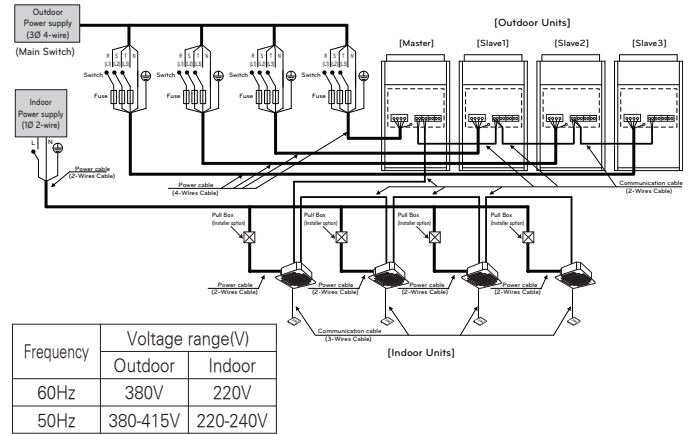 Outdoor
Power supply
(3Ø 4-wire)
(Main Switch)
[Outdoor Units]
[Master]
[Slave1]
[Slave2]
[Slave3]
R S T N
(L1) (L2) (L3)
Switch
Fuse
R S T N
(L1) (L2) (L3)
Switch
Fuse
R S T N
(L1) (L2) (L3)
Switch
Fuse
R S T N
(L1) (L2) (L3)
Switch
Fuse
Indoor
Power supply
(1Ø 2-wire)
L N
Power cable
(2-Wires Cable)
Power cable
(4-Wires Cable)
Communication cable
(2-Wires Cable)
Pull Box
(Installer option)
Pull Box
(Installer option)
Pull Box
(Installer option)
Pull Box
(Installer option)
Power cable
(2-Wires Cable)
Power cable
(2-Wires Cable)
Power cable
(2-Wires Cable)
Power cable
(2-Wires Cable)
Communication cable
(3-Wires Cable)
[Indoor Units]
Frequency
Voltage range(V)
Outdoor Indoor
60Hz 380V 220V
50Hz 380-415V 220-240V